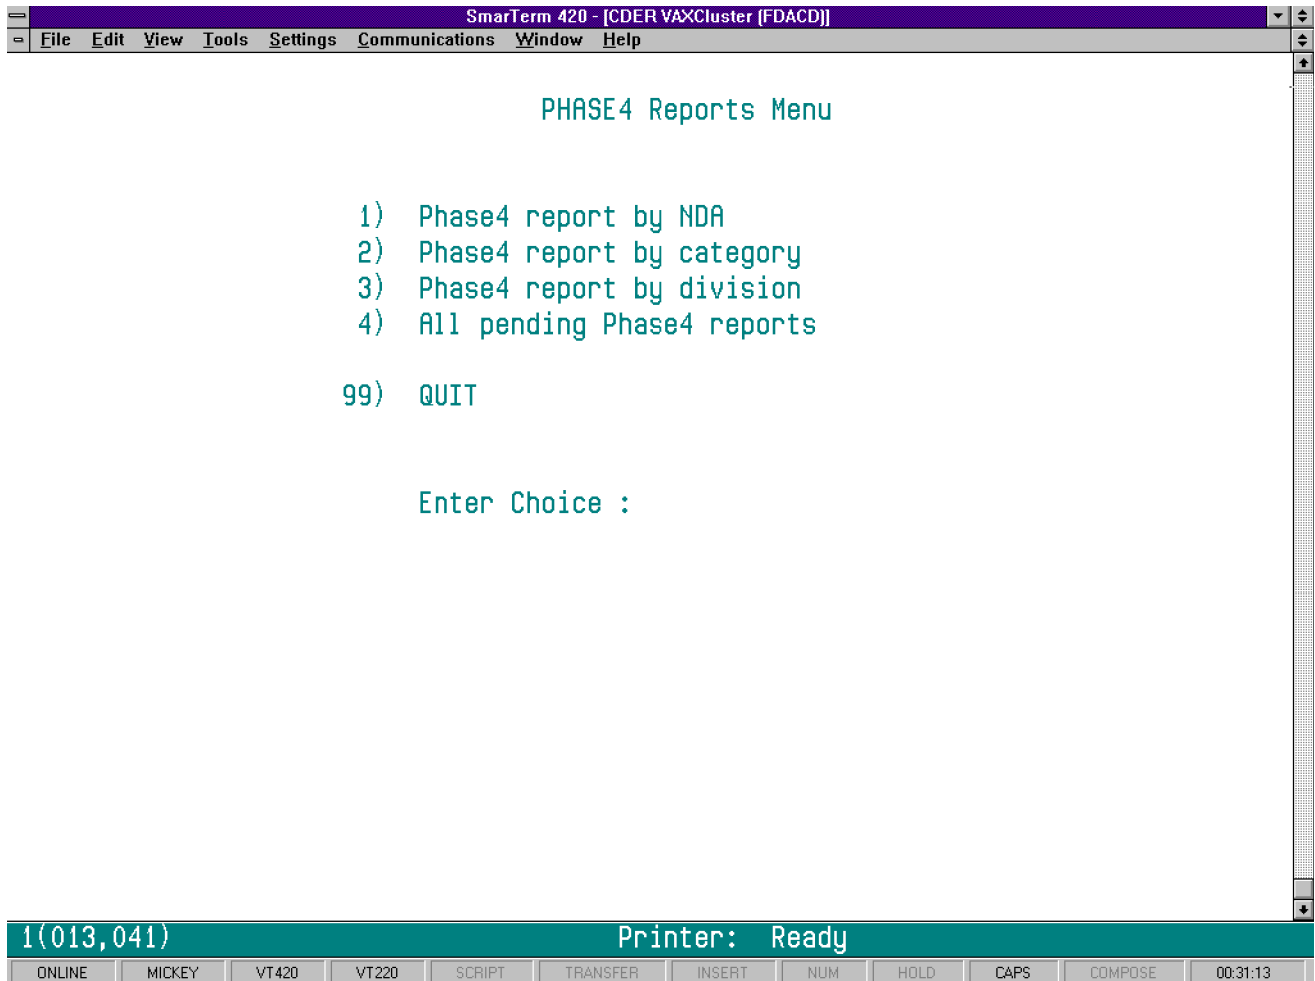 SmarTerm 420 - [CDER VAXCluster (FDACD)]
File Edit View Tools Settings Communications Window Help
PHASE4 Reports Menu
1) Phase4 report by NDA
2) Phase4 report by category
3) Phase4 report by division
4) All pending Phase4 reports
99) QUIT
Enter Choice :
1(013,041) Printer: Ready
ONLINE MICKEY VT420 VT220 SCRIPT TRANSFER INSERT NUM HOLD CAPS COMPOSE 00:31:13